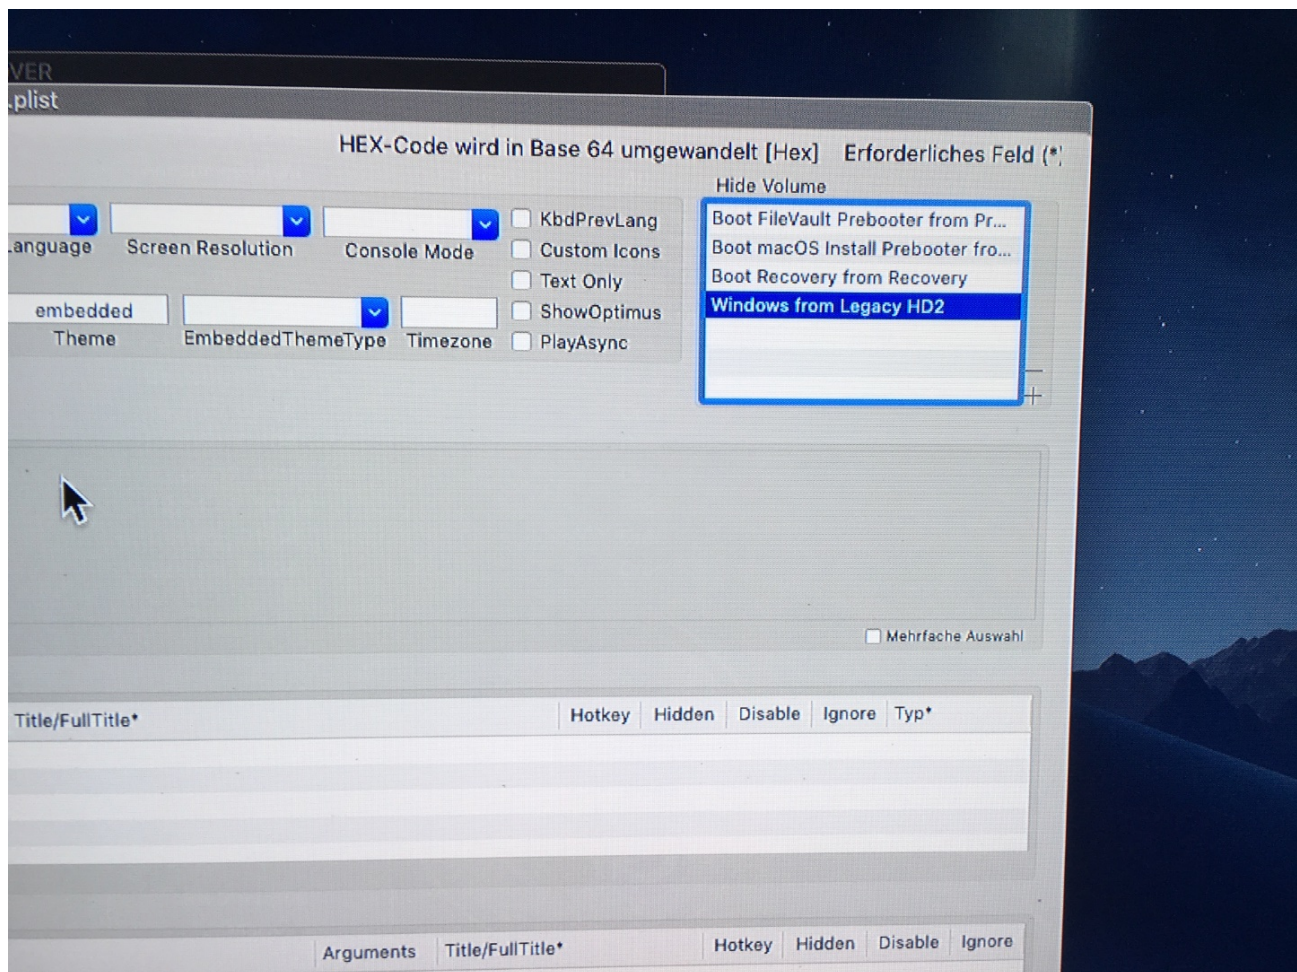 VER
.plist
HEX-Code wird in Base 64 umgewandelt [Hex] Erforderliches Feld (*)
Hide Volume
KbdPrevLang
Boot FileVault Prebooter from Pr...
Language Screen Resolution Console Mode
Custom Icons
Boot macOS Install Prebooter fro...
Text Only
Boot Recovery from Recovery
embedded
ShowOptimus
Windows from Legacy HD2
Theme EmbeddedThemeType Timezone
PlayAsync
Mehrfache Auswahl
Title/FullTitle* Hotkey Hidden Disable Ignore Typ*
Arguments Title/FullTitle* Hotkey Hidden Disable Ignore